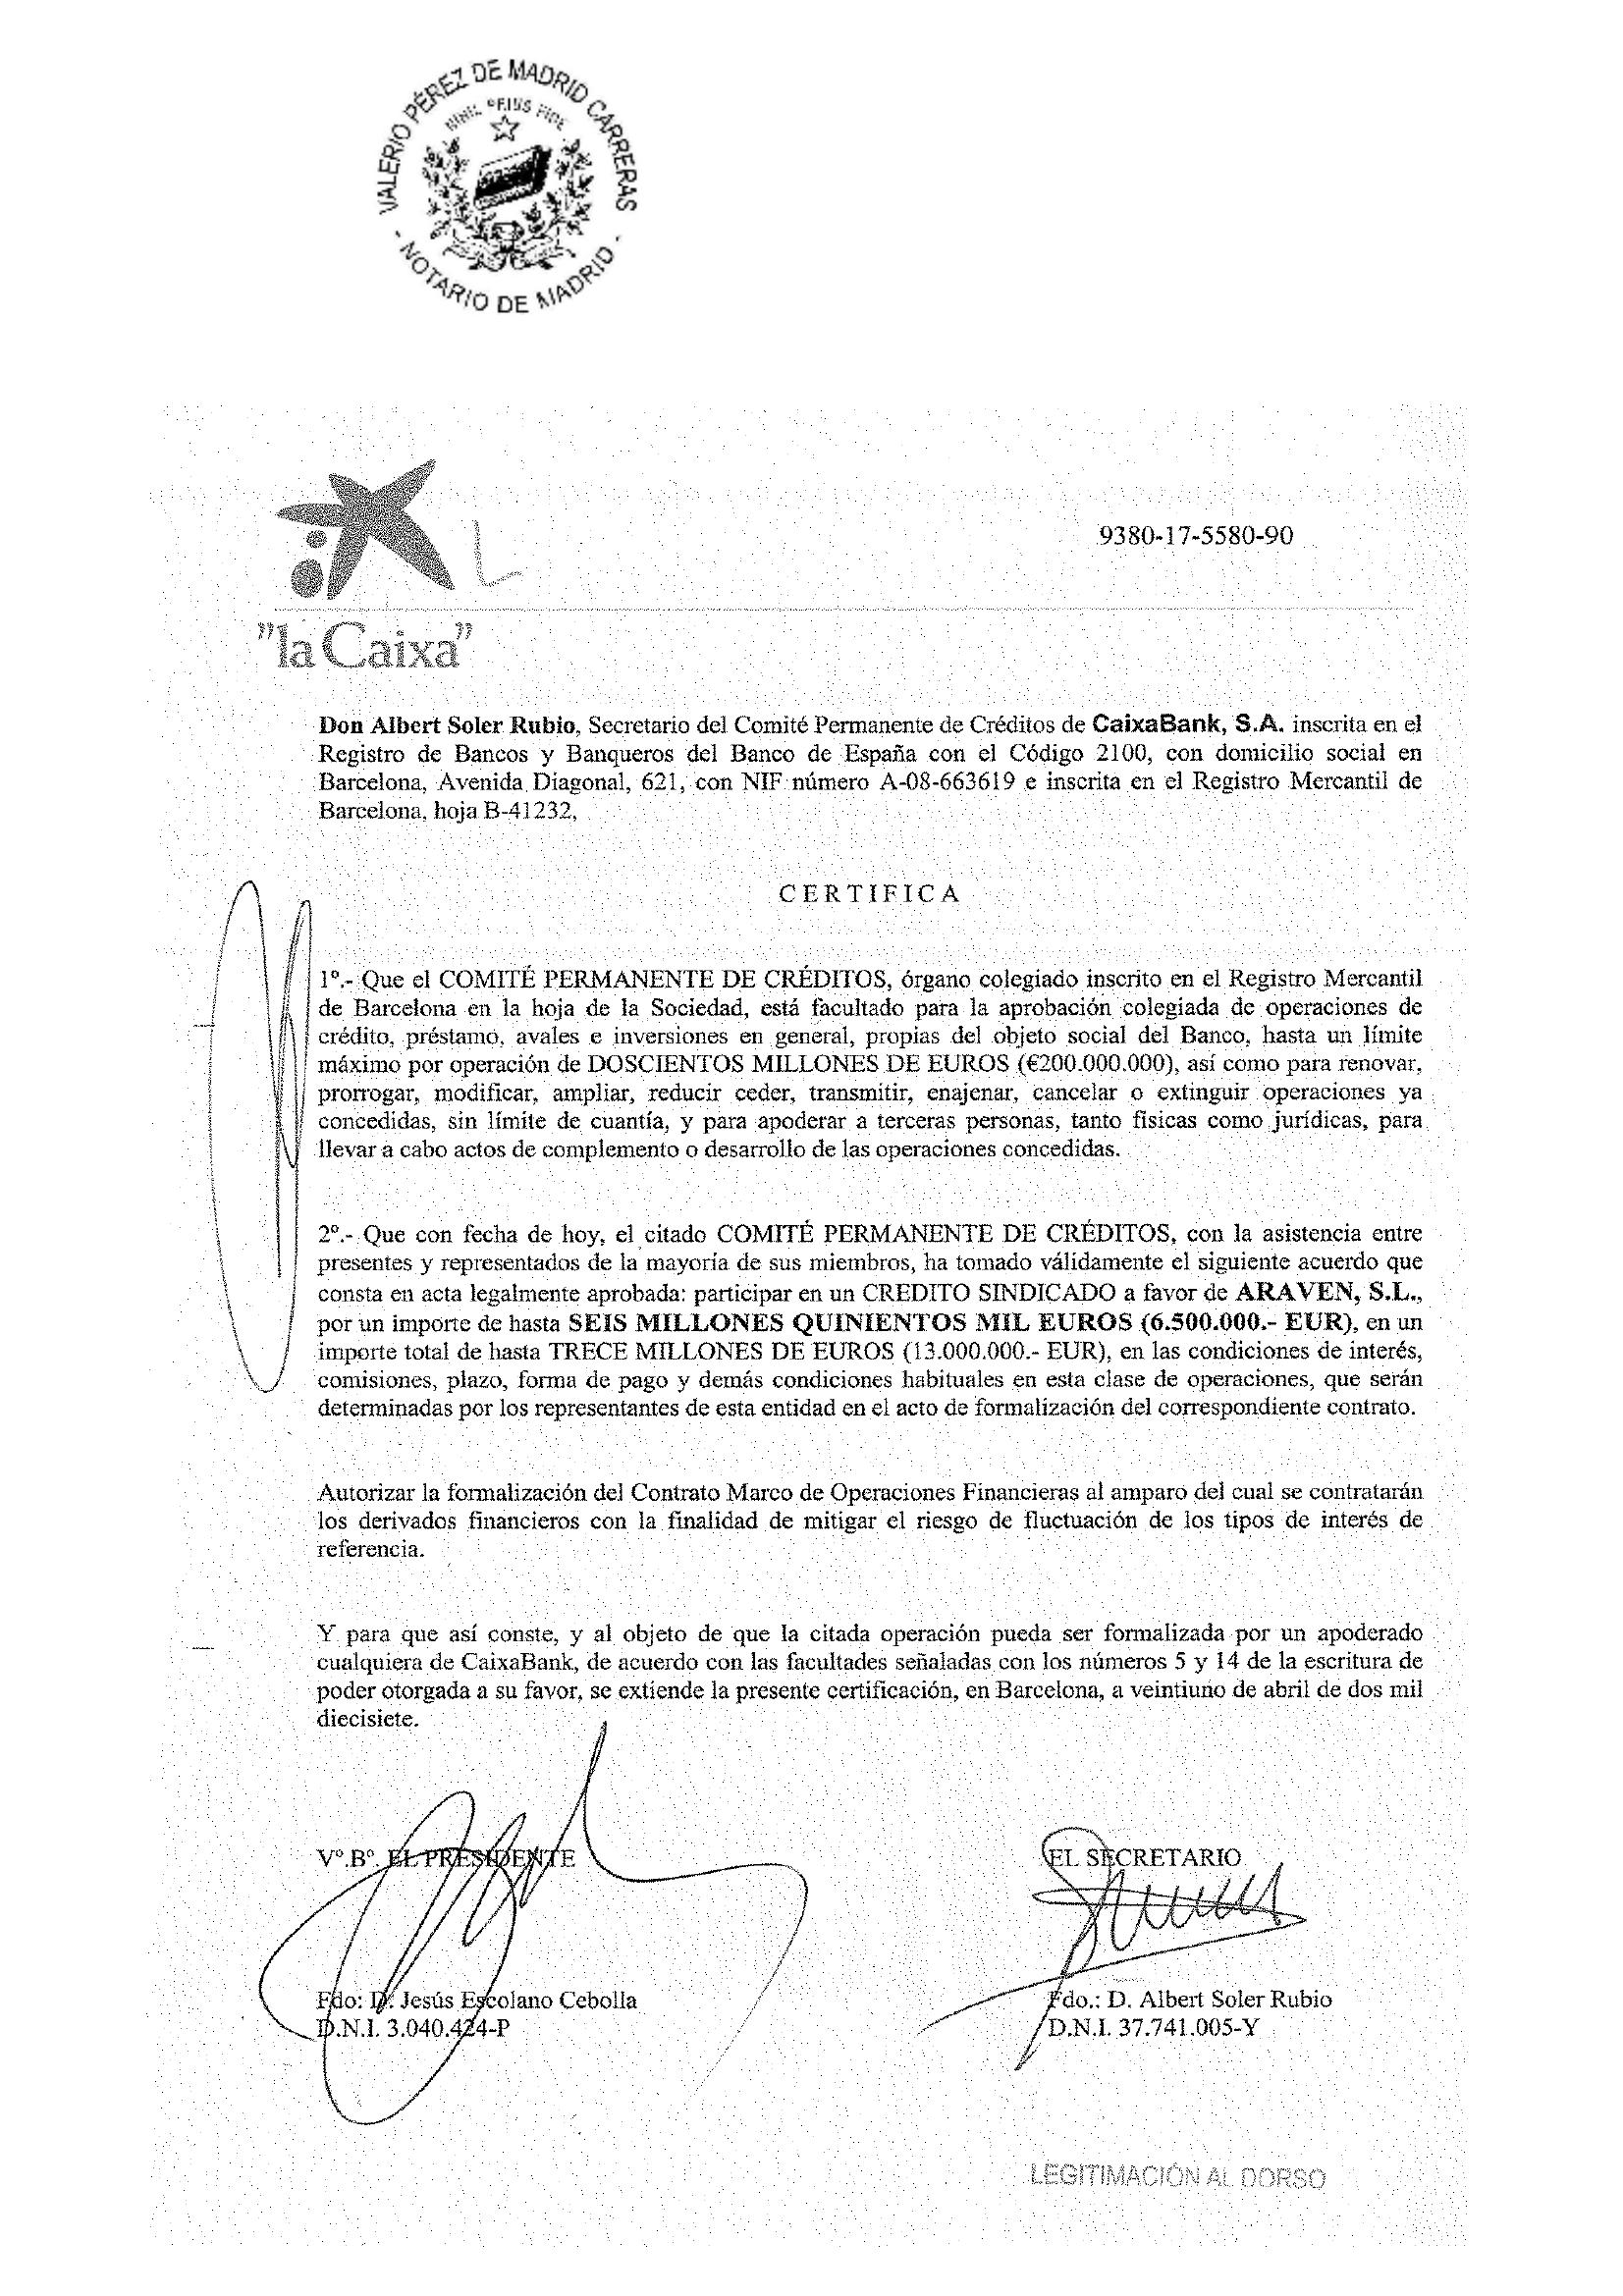 VALERIO PÉREZ DE MADRID CARRERAS
NIHIL PRIUS FIDE
- NOTARIO DE MADRID -
9380-17-5580-90
"la Caixa"
Don Albert Soler Rubio, Secretario del Comité Permanente de Créditos de CaixaBank, S.A. inscrita en el
Registro de Bancos y Banqueros del Banco de España con el Código 2100, con domicilio social en
Barcelona, Avenida Diagonal, 621, con NIF número A-08-663619 e inscrita en el Registro Mercantil de
Barcelona, hoja B-41232,
CERTIFICA
1º.- Que el COMITÉ PERMANENTE DE CRÉDITOS, órgano colegiado inscrito en el Registro Mercantil
de Barcelona en la hoja de la Sociedad, está facultado para la aprobación colegiada de operaciones de
crédito, préstamo, avales e inversiones en general, propias del objeto social del Banco, hasta un límite
máximo por operación de DOSCIENTOS MILLONES DE EUROS (€200.000.000), así como para renovar,
prorrogar, modificar, ampliar, reducir ceder, transmitir, enajenar, cancelar o extinguir operaciones ya
concedidas, sin límite de cuantía, y para apoderar a terceras personas, tanto físicas como jurídicas, para
llevar a cabo actos de complemento o desarrollo de las operaciones concedidas.
2º.- Que con fecha de hoy, el citado COMITÉ PERMANENTE DE CRÉDITOS, con la asistencia entre
presentes y representados de la mayoría de sus miembros, ha tomado válidamente el siguiente acuerdo que
consta en acta legalmente aprobada: participar en un CREDITO SINDICADO a favor de ARAVEN, S.L.,
por un importe de hasta SEIS MILLONES QUINIENTOS MIL EUROS (6.500.000.- EUR), en un
importe total de hasta TRECE MILLONES DE EUROS (13.000.000.- EUR), en las condiciones de interés,
comisiones, plazo, forma de pago y demás condiciones habituales en esta clase de operaciones, que serán
determinadas por los representantes de esta entidad en el acto de formalización del correspondiente contrato.
Autorizar la formalización del Contrato Marco de Operaciones Financieras al amparo del cual se contratarán
los derivados financieros con la finalidad de mitigar el riesgo de fluctuación de los tipos de interés de
referencia.
Y para que así conste, y al objeto de que la citada operación pueda ser formalizada por un apoderado
cualquiera de CaixaBank, de acuerdo con las facultades señaladas con los números 5 y 14 de la escritura de
poder otorgada a su favor, se extiende la presente certificación, en Barcelona, a veintiuno de abril de dos mil
diecisiete.
Vº.Bº. EL PRESIDENTE
EL SECRETARIO
Fdo: D. Jesús Escolano Cebolla
Fdo.: D. Albert Soler Rubio
D.N.I. 3.040.424-P
D.N.I. 37.741.005-Y
LEGITIMACIÓN AL DORSO